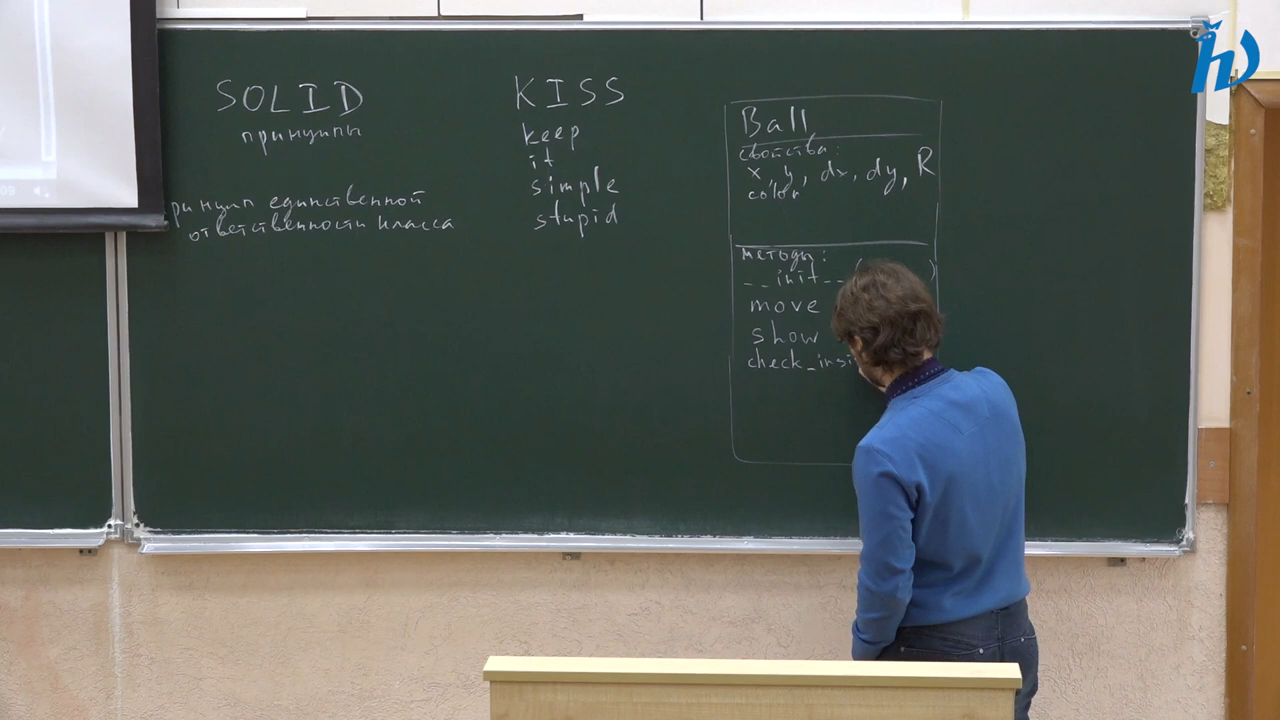 SOLID
принципы
ринцип единственной
ответственности класса
KISS
keep
it
simple
stupid
Ball
свойства:
x, y, dx, dy, R
color
методы:
__init__( )
move
show
check_insi